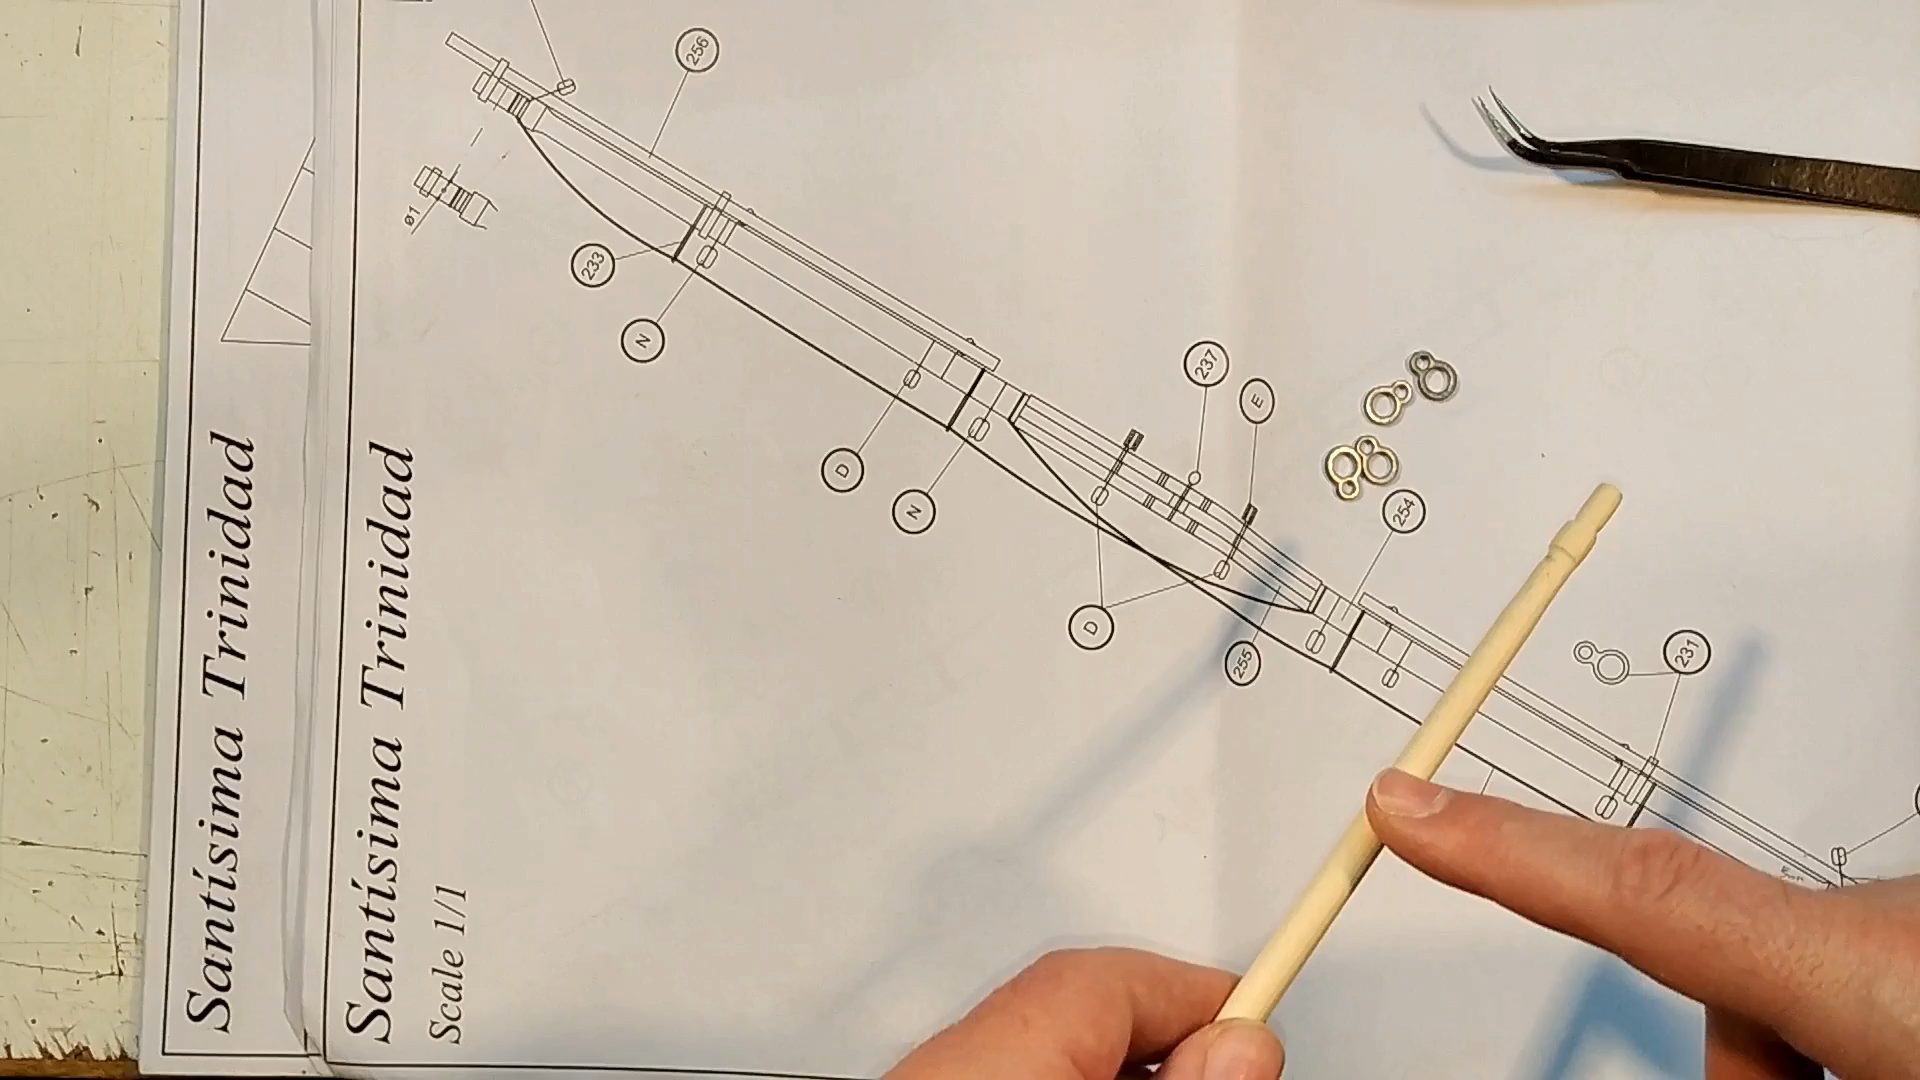 Santísima Trinidad
Santísima Trinidad
Scale 1/1
256
ø1
233
N
D
N
237
E
254
D
255
231